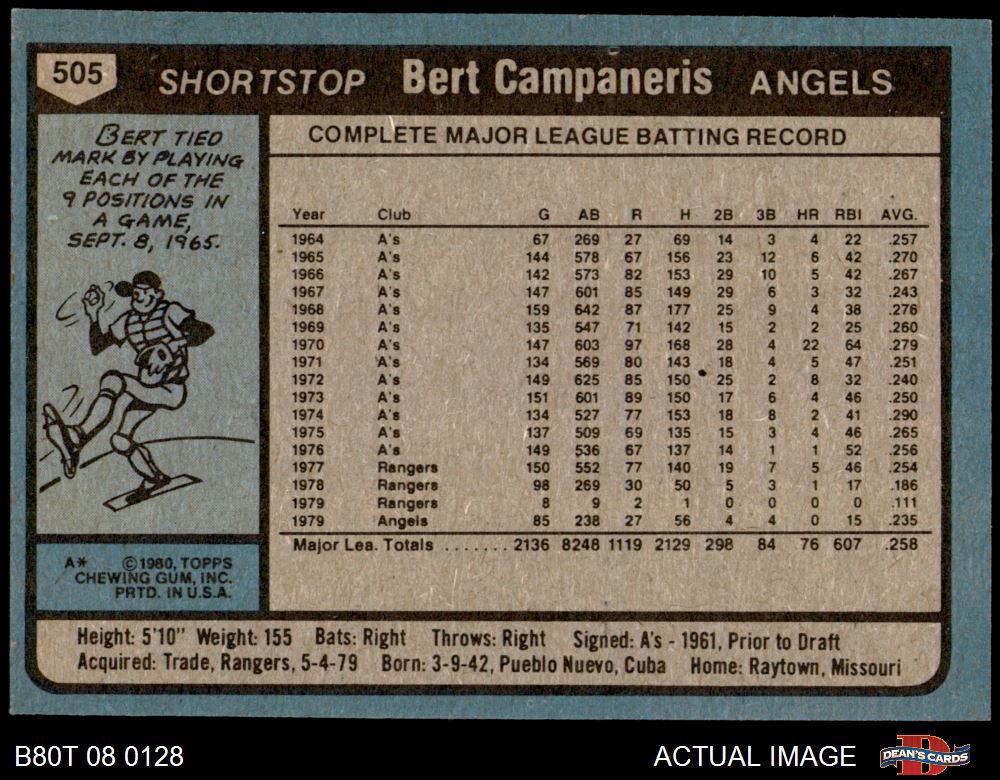 505 SHORTSTOP Bert Campaneris ANGELS
BERT TIED
MARK BY PLAYING
EACH OF THE
9 POSITIONS IN
A GAME,
SEPT. 8, 1965.
A* ©1980, TOPPS
CHEWING GUM, INC.
PRTD. IN U.S.A.
COMPLETE MAJOR LEAGUE BATTING RECORD
Year Club G AB R H 2B 3B HR RBI AVG.
1964 A's 67 269 27 69 14 3 4 22 .257
1965 A's 144 578 67 156 23 12 6 42 .270
1966 A's 142 573 82 153 29 10 5 42 .267
1967 A's 147 601 85 149 29 6 3 32 .243
1968 A's 159 642 87 177 25 9 4 38 .276
1969 A's 135 547 71 142 15 2 2 25 .260
1970 A's 147 603 97 168 28 4 22 64 .279
1971 A's 134 569 80 143 18 4 5 47 .251
1972 A's 149 625 85 150 25 2 8 32 .240
1973 A's 151 601 89 150 17 6 4 46 .250
1974 A's 134 527 77 153 18 8 2 41 .290
1975 A's 137 509 69 135 15 3 4 46 .265
1976 A's 149 536 67 137 14 1 1 52 .256
1977 Rangers 150 552 77 140 19 7 5 46 .254
1978 Rangers 98 269 30 50 5 3 1 17 .186
1979 Rangers 8 9 2 1 0 0 0 0 .111
1979 Angels 85 238 27 56 4 4 0 15 .235
Major Lea. Totals ....... 2136 8248 1119 2129 298 84 76 607 .258
Height: 5'10" Weight: 155 Bats: Right Throws: Right Signed: A's - 1961, Prior to Draft
Acquired: Trade, Rangers, 5-4-79 Born: 3-9-42, Pueblo Nuevo, Cuba Home: Raytown, Missouri
B80T 08 0128 ACTUAL IMAGE DEAN'S CARDS